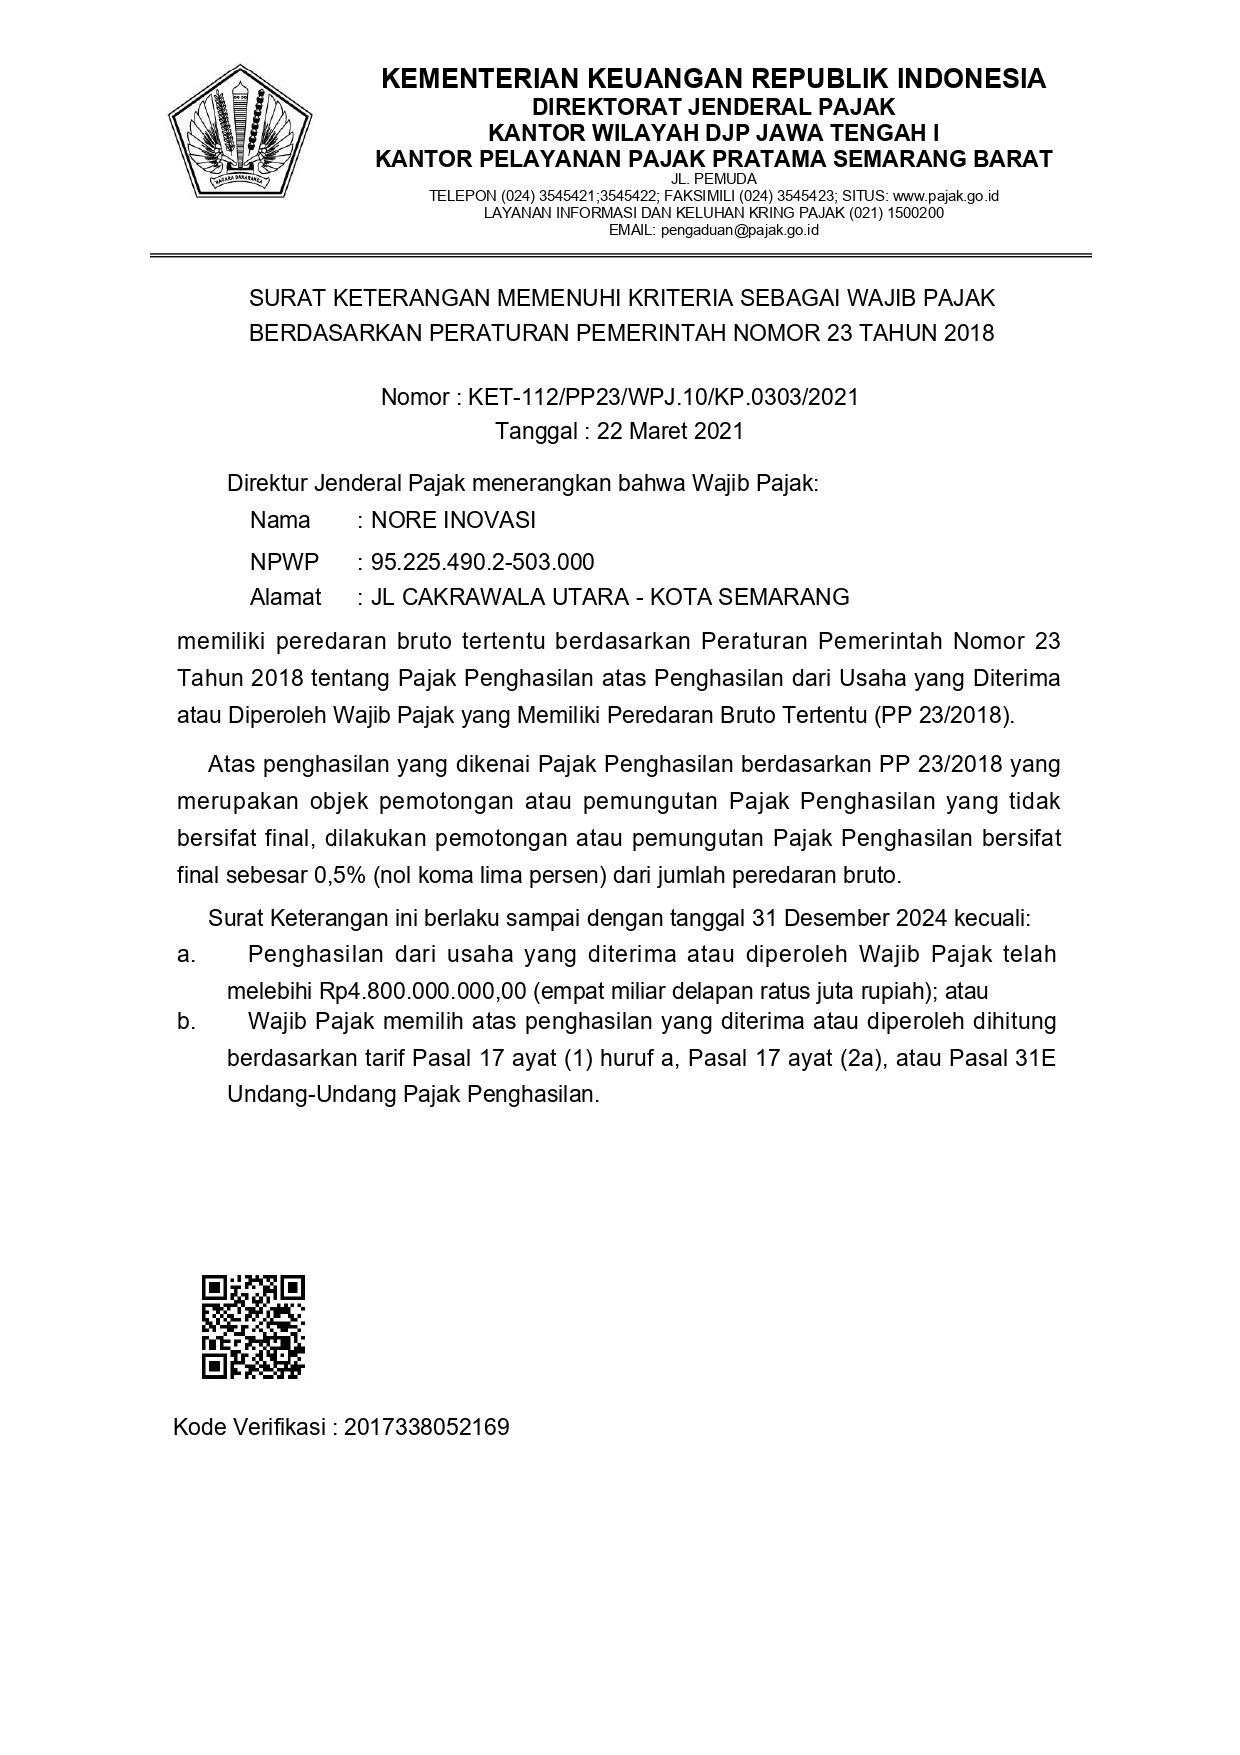 KEMENTERIAN KEUANGAN REPUBLIK INDONESIA
DIREKTORAT JENDERAL PAJAK
KANTOR WILAYAH DJP JAWA TENGAH I
KANTOR PELAYANAN PAJAK PRATAMA SEMARANG BARAT
JL. PEMUDA
TELEPON (024) 3545421;3545422; FAKSIMILI (024) 3545423; SITUS: www.pajak.go.id
LAYANAN INFORMASI DAN KELUHAN KRING PAJAK (021) 1500200
EMAIL: pengaduan@pajak.go.id
NAGARA DANARAKÇA
SURAT KETERANGAN MEMENUHI KRITERIA SEBAGAI WAJIB PAJAK
BERDASARKAN PERATURAN PEMERINTAH NOMOR 23 TAHUN 2018
Nomor : KET-112/PP23/WPJ.10/KP.0303/2021
Tanggal : 22 Maret 2021
Direktur Jenderal Pajak menerangkan bahwa Wajib Pajak:
Nama : NORE INOVASI
NPWP : 95.225.490.2-503.000
Alamat : JL CAKRAWALA UTARA - KOTA SEMARANG
memiliki peredaran bruto tertentu berdasarkan Peraturan Pemerintah Nomor 23
Tahun 2018 tentang Pajak Penghasilan atas Penghasilan dari Usaha yang Diterima
atau Diperoleh Wajib Pajak yang Memiliki Peredaran Bruto Tertentu (PP 23/2018).
Atas penghasilan yang dikenai Pajak Penghasilan berdasarkan PP 23/2018 yang
merupakan objek pemotongan atau pemungutan Pajak Penghasilan yang tidak
bersifat final, dilakukan pemotongan atau pemungutan Pajak Penghasilan bersifat
final sebesar 0,5% (nol koma lima persen) dari jumlah peredaran bruto.
Surat Keterangan ini berlaku sampai dengan tanggal 31 Desember 2024 kecuali:
a. Penghasilan dari usaha yang diterima atau diperoleh Wajib Pajak telah
melebihi Rp4.800.000.000,00 (empat miliar delapan ratus juta rupiah); atau
b. Wajib Pajak memilih atas penghasilan yang diterima atau diperoleh dihitung
berdasarkan tarif Pasal 17 ayat (1) huruf a, Pasal 17 ayat (2a), atau Pasal 31E
Undang-Undang Pajak Penghasilan.
Kode Verifikasi : 2017338052169